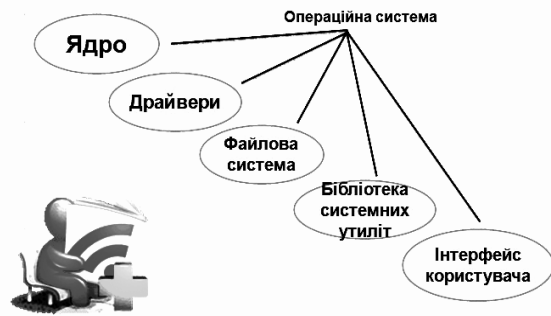 Операційна система
Ядро
Драйвери
Файлова
система
Бібліотека
системних
утиліт
Інтерфейс
користувача